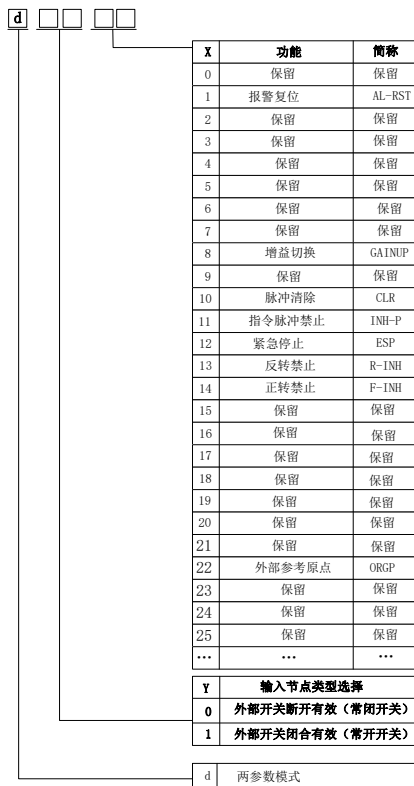 d
X 功能 简称
0 保留 保留
1 报警复位 AL-RST
2 保留 保留
3 保留 保留
4 保留 保留
5 保留 保留
6 保留 保留
7 保留 保留
8 增益切换 GAINUP
9 保留 保留
10 脉冲清除 CLR
11 指令脉冲禁止 INH-P
12 紧急停止 ESP
13 反转禁止 R-INH
14 正转禁止 F-INH
15 保留 保留
16 保留 保留
17 保留 保留
18 保留 保留
19 保留 保留
20 保留 保留
21 保留 保留
22 外部参考原点 ORGP
23 保留 保留
24 保留 保留
25 保留 保留
… … …
Y 输入节点类型选择
0 外部开关断开有效（常闭开关）
1 外部开关闭合有效（常开开关）
d 两参数模式